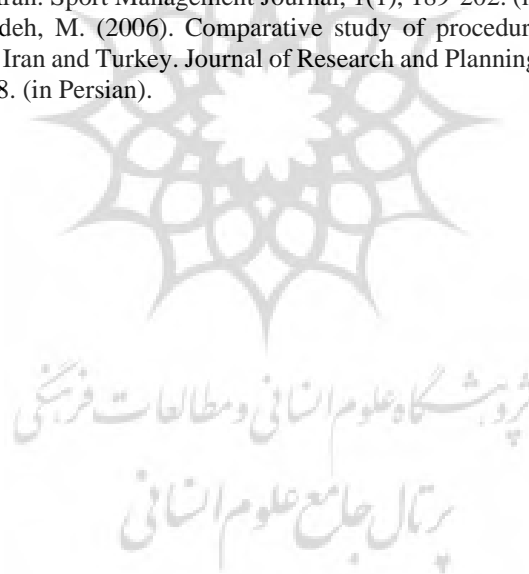 Iran. Sport Management Journal, 1(1), 189-202. (
deh, M. (2006). Comparative study of procedur
Iran and Turkey. Journal of Research and Planning
8. (in Persian).
پژوهشگاه علوم انسانی و مطالعات فرهنگی
پرتال جامع علوم انسانی